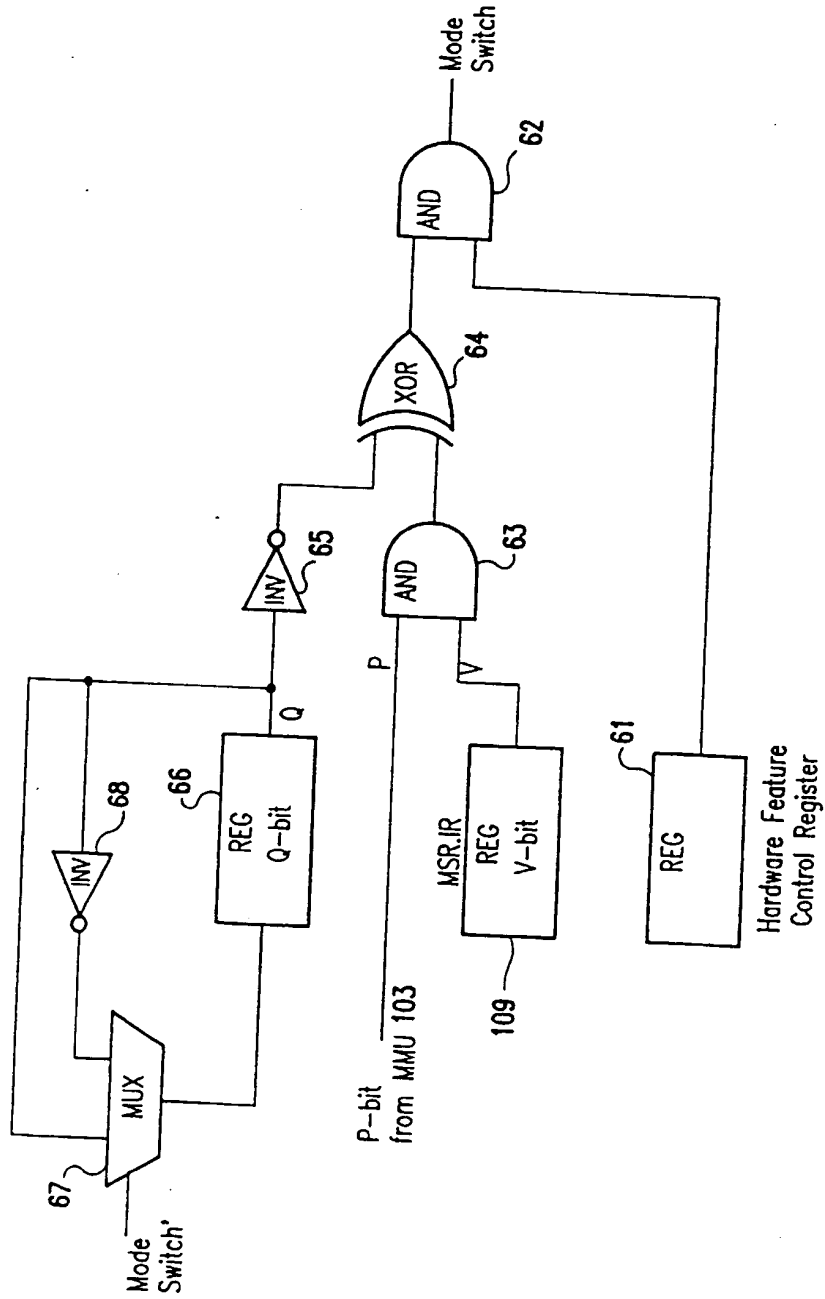 Mode
Switch'
67
MUX
INV
68
REG
Q-bit
66
Q
INV
65
P-bit
from MMU 103
P
MSR.IR
REG
V-bit
109
V
AND
63
XOR
64
AND
62
Mode
Switch
REG
61
Hardware Feature
Control Register